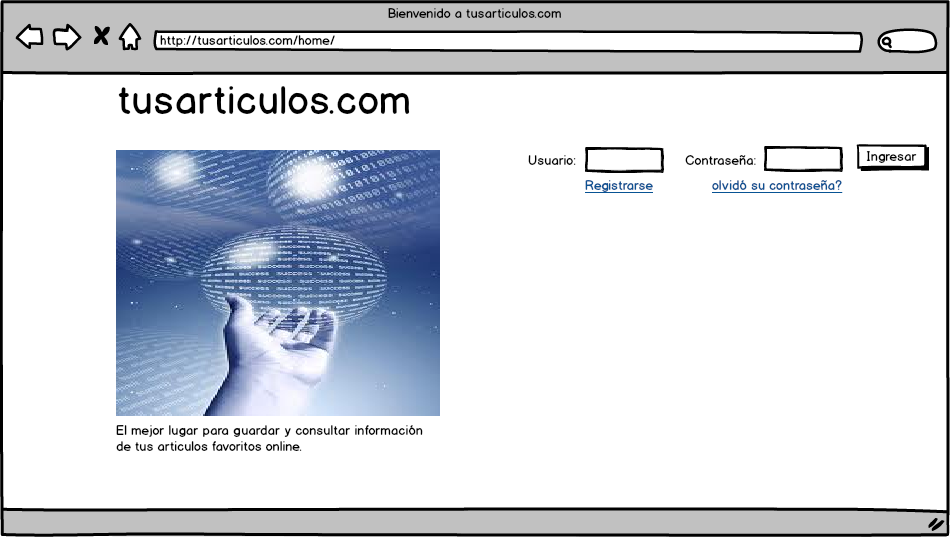 Bienvenido a tusarticulos.com
http://tusarticulos.com/home/
tusarticulos.com
Usuario:
Contraseña:
Ingresar
Registrarse
olvidó su contraseña?
El mejor lugar para guardar y consultar información
de tus articulos favoritos online.